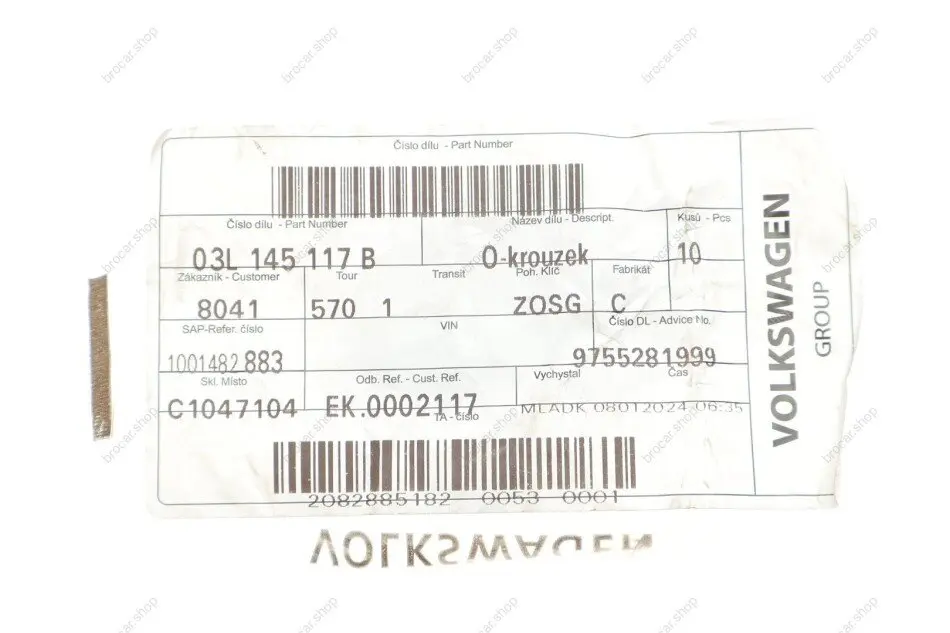 Číslo dílu - Part Number
Číslo dílu - Part Number
Název dílu - Descript.
Kusů - Pcs
03L 145 117 B
O-kroužek
10
Zákazník - Customer
Tour
Transit
Poh. Klíč
Fabrikát
8041
570 1
ZOSG
C
SAP-Refer. číslo
VIN
Číslo DL - Advice No.
1001482883
9755281999
Skl. Místo
Odb. Ref. - Cust. Ref.
Vychystal
Čas
C1047104
EK.0002117
MLADK 08012024 06:35
TA - číslo
2082885182 0053 0001
VOLKSWAGEN
GROUP
VOLKSWAGEN
brocar.shop